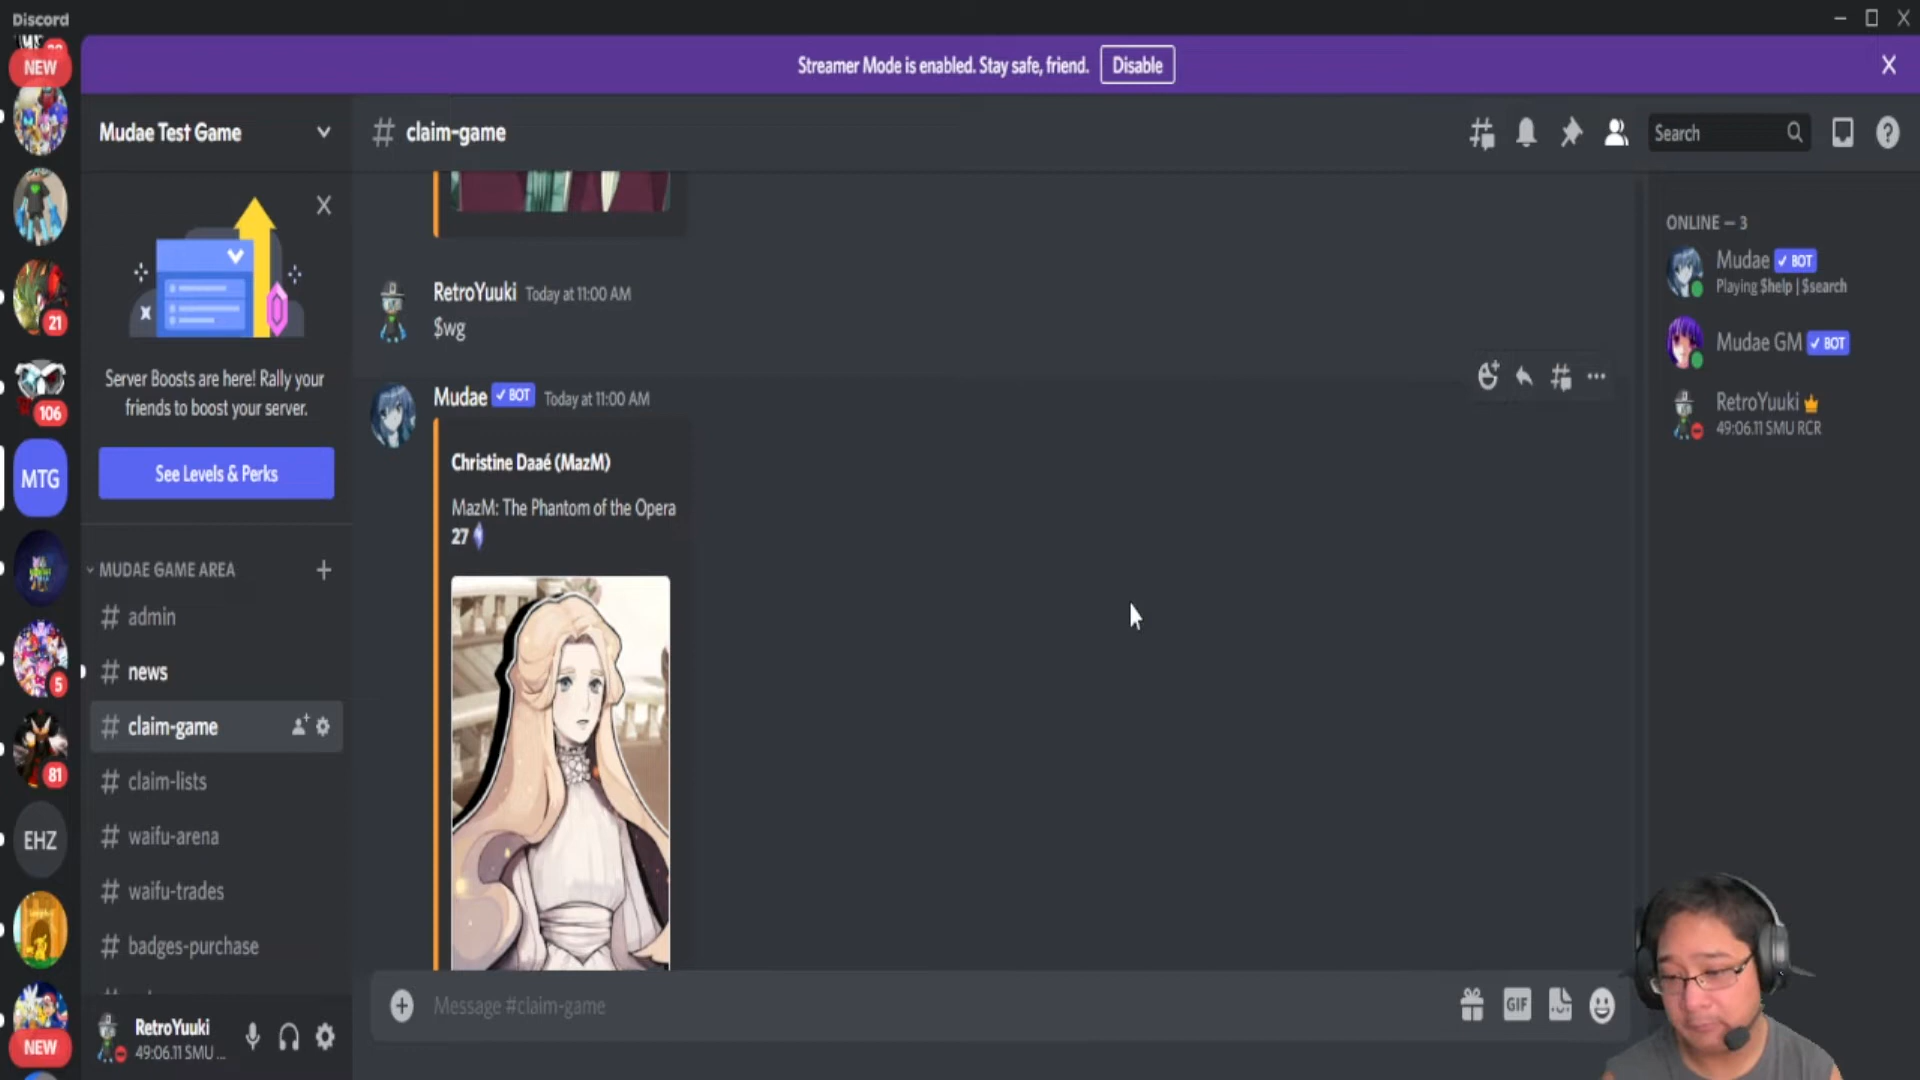 Discord
NEW
21
106
MTG
5
81
EHZ
NEW
Streamer Mode is enabled. Stay safe, friend.
Disable
X
Mudae Test Game
Server Boosts are here! Rally your
friends to boost your server.
See Levels & Perks
MUDAE GAME AREA
# admin
# news
# claim-game
# claim-lists
# waifu-arena
# waifu-trades
# badges-purchase
RetroYuuki
49:06.11 SMU ...
# claim-game
Search
RetroYuuki Today at 11:00 AM
$wg
Mudae ✓ BOT Today at 11:00 AM
Christine Daaé (MazM)
MazM: The Phantom of the Opera
27
Message #claim-game
GIF
ONLINE — 3
Mudae ✓ BOT
Playing $help | $search
Mudae GM ✓ BOT
RetroYuuki
49:06.11 SMU RCR